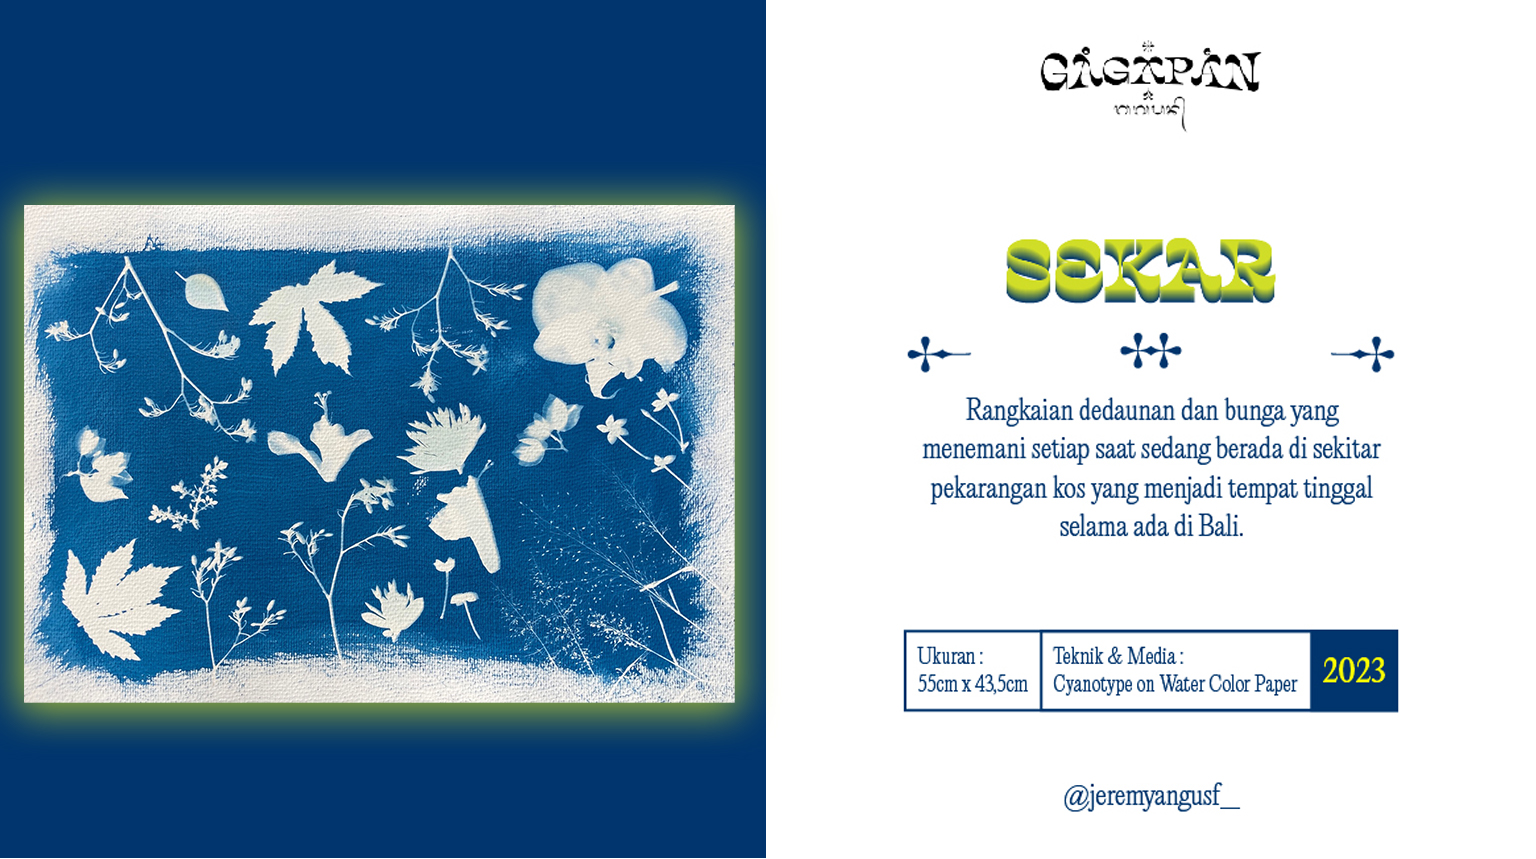 GAGAPAN
ᬕᬕᬧᬦ᭄
SEKAR
Rangkaian dedaunan dan bunga yang
menemani setiap saat sedang berada di sekitar
pekarangan kos yang menjadi tempat tinggal
selama ada di Bali.
Ukuran :
55cm x 43,5cm
Teknik & Media :
Cyanotype on Water Color Paper
2023
@jeremyangusf_